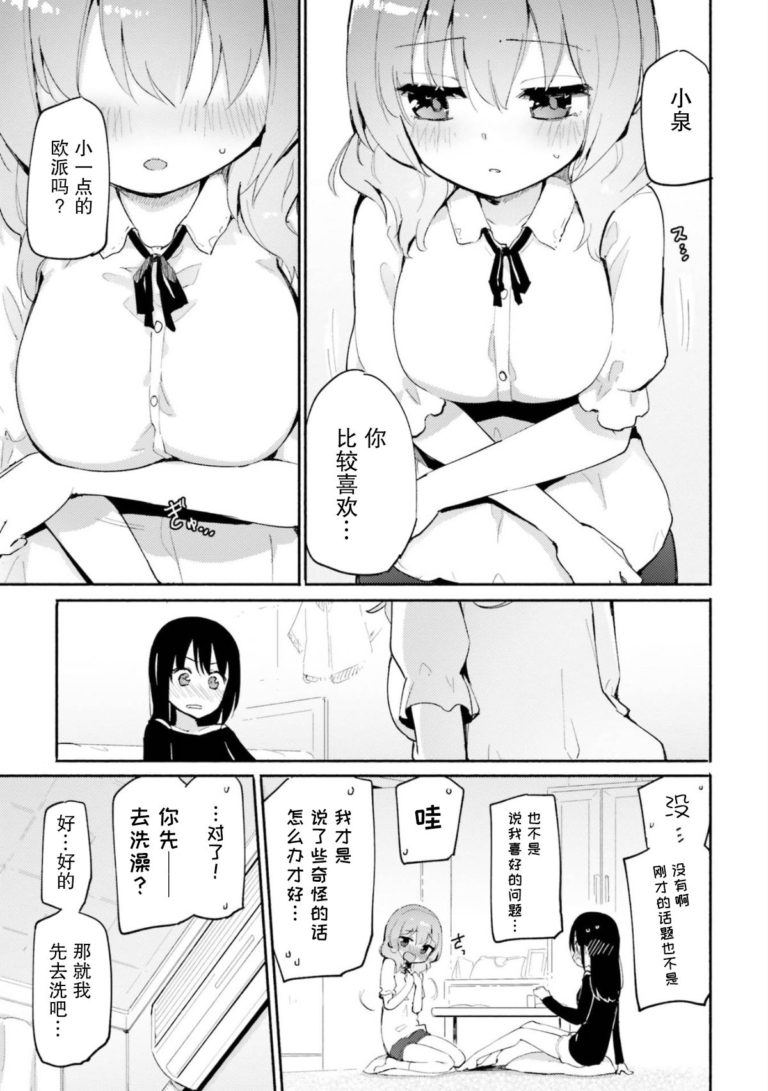 小泉
ス…
你
比较喜欢…
小一点的
欧派吗？
ぎゅ…
没…
没有啊
刚才的话题也不是
也不是
说我喜好的问题…
哇
我才是
说了些奇怪的话
怎么办才好…
…对了！
你先——
去洗澡？
好…好的
那就我
先去洗吧…